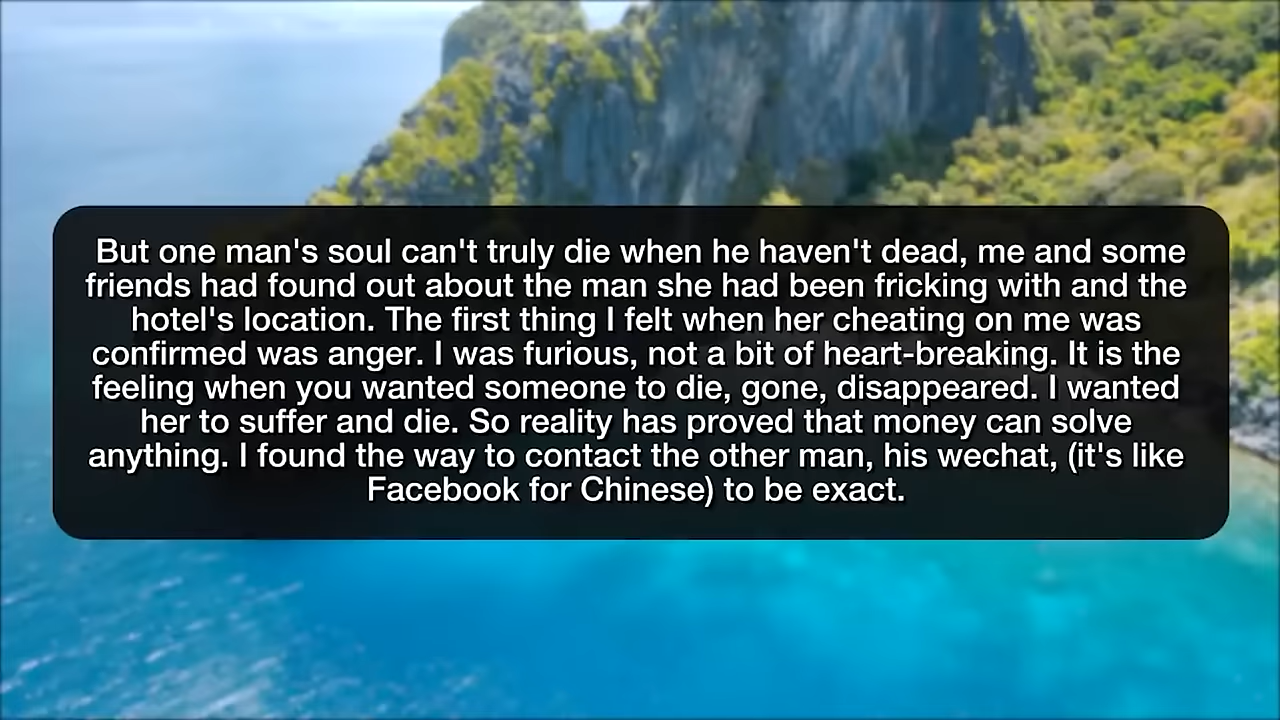 But one man's soul can't truly die when he haven't dead, me and some
friends had found out about the man she had been fricking with and the
hotel's location. The first thing I felt when her cheating on me was
confirmed was anger. I was furious, not a bit of heart-breaking. It is the
feeling when you wanted someone to die, gone, disappeared. I wanted
her to suffer and die. So reality has proved that money can solve
anything. I found the way to contact the other man, his wechat, (it's like
Facebook for Chinese) to be exact.